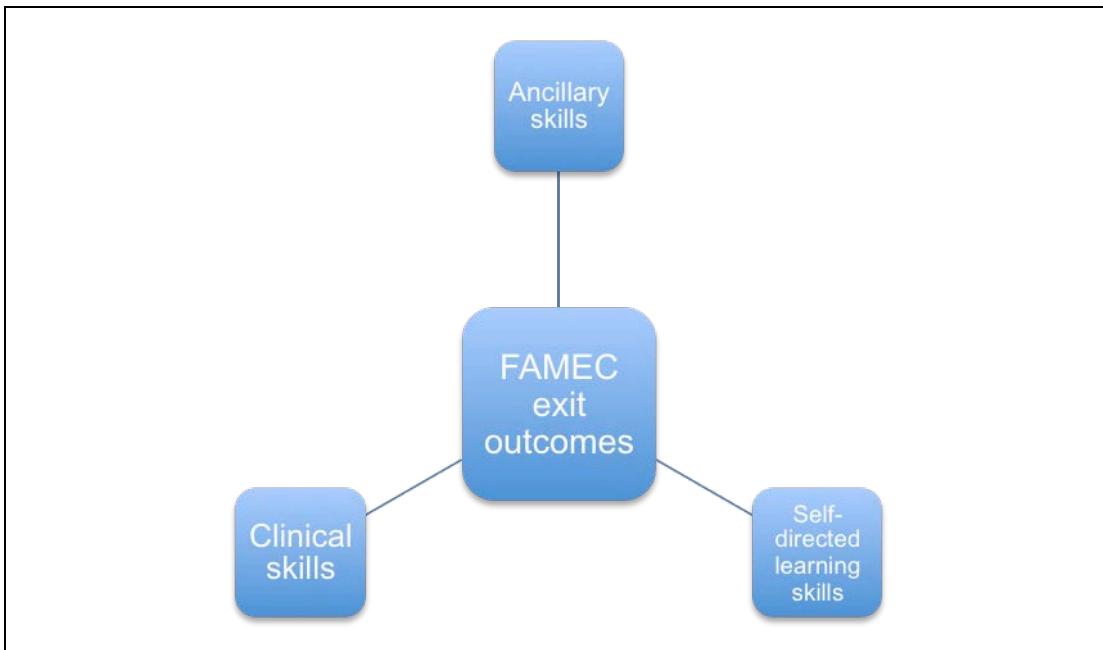 Ancillary
skills
FAMEC
exit
outcomes
Clinical
skills
Self-
directed
learning
skills